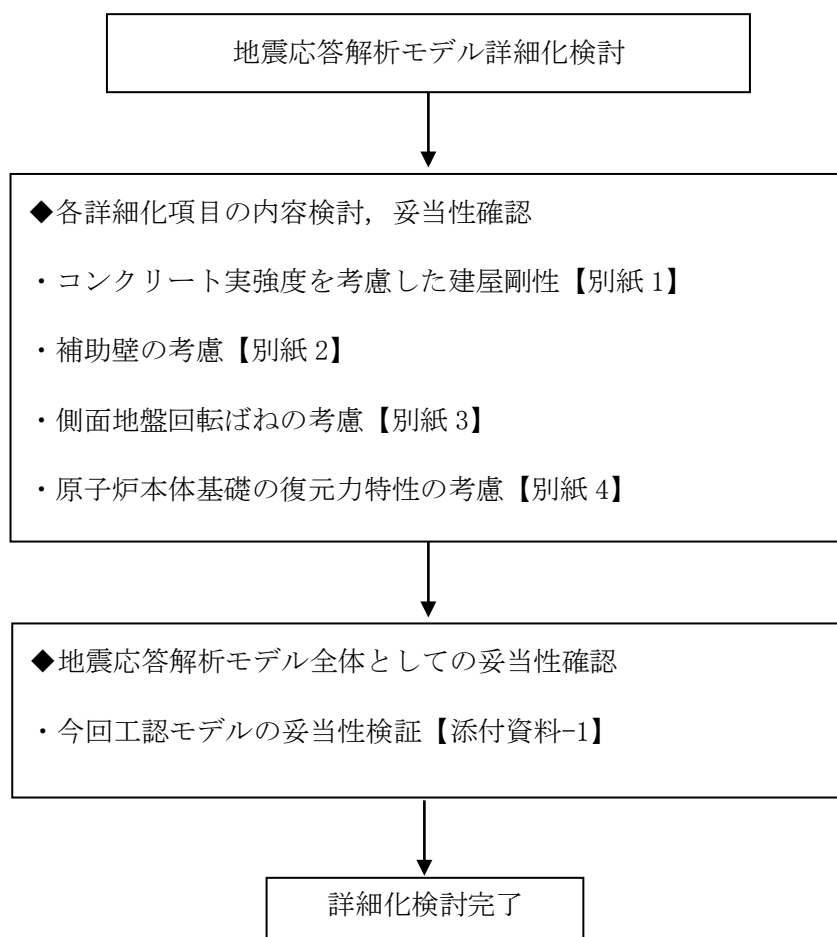 地震応答解析モデル詳細化検討
◆各詳細化項目の内容検討，妥当性確認
・コンクリート実強度を考慮した建屋剛性【別紙 1】
・補助壁の考慮【別紙 2】
・側面地盤回転ばねの考慮【別紙 3】
・原子炉本体基礎の復元力特性の考慮【別紙 4】
◆地震応答解析モデル全体としての妥当性確認
・今回工認モデルの妥当性検証【添付資料-1】
詳細化検討完了